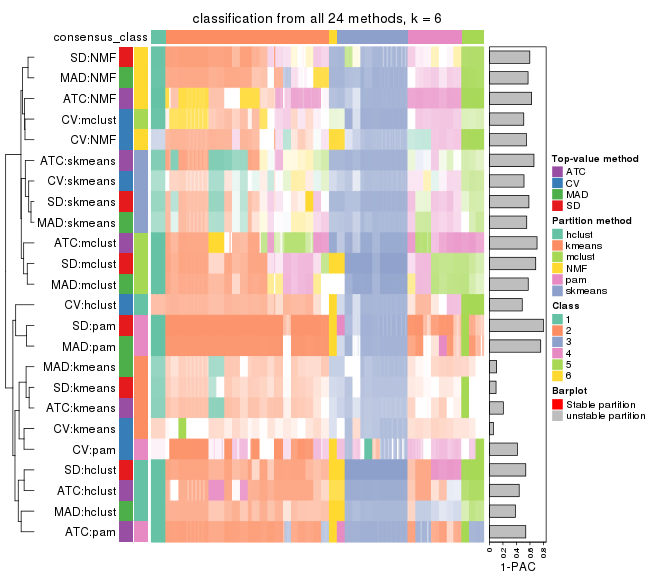 classification from all 24 methods, k = 6
consensus_class
SD:NMF
MAD:NMF
ATC:NMF
CV:mclust
CV:NMF
ATC:skmeans
CV:skmeans
SD:skmeans
MAD:skmeans
ATC:mclust
SD:mclust
MAD:mclust
CV:hclust
SD:pam
MAD:pam
MAD:kmeans
SD:kmeans
ATC:kmeans
CV:kmeans
CV:pam
SD:hclust
ATC:hclust
MAD:hclust
ATC:pam
0 0.2 0.4 0.6 0.8
1-PAC
Top-value method
ATC
CV
MAD
SD
Partition method
hclust
kmeans
mclust
NMF
pam
skmeans
Class
1
2
3
4
5
6
Barplot
Stable partition
unstable partition